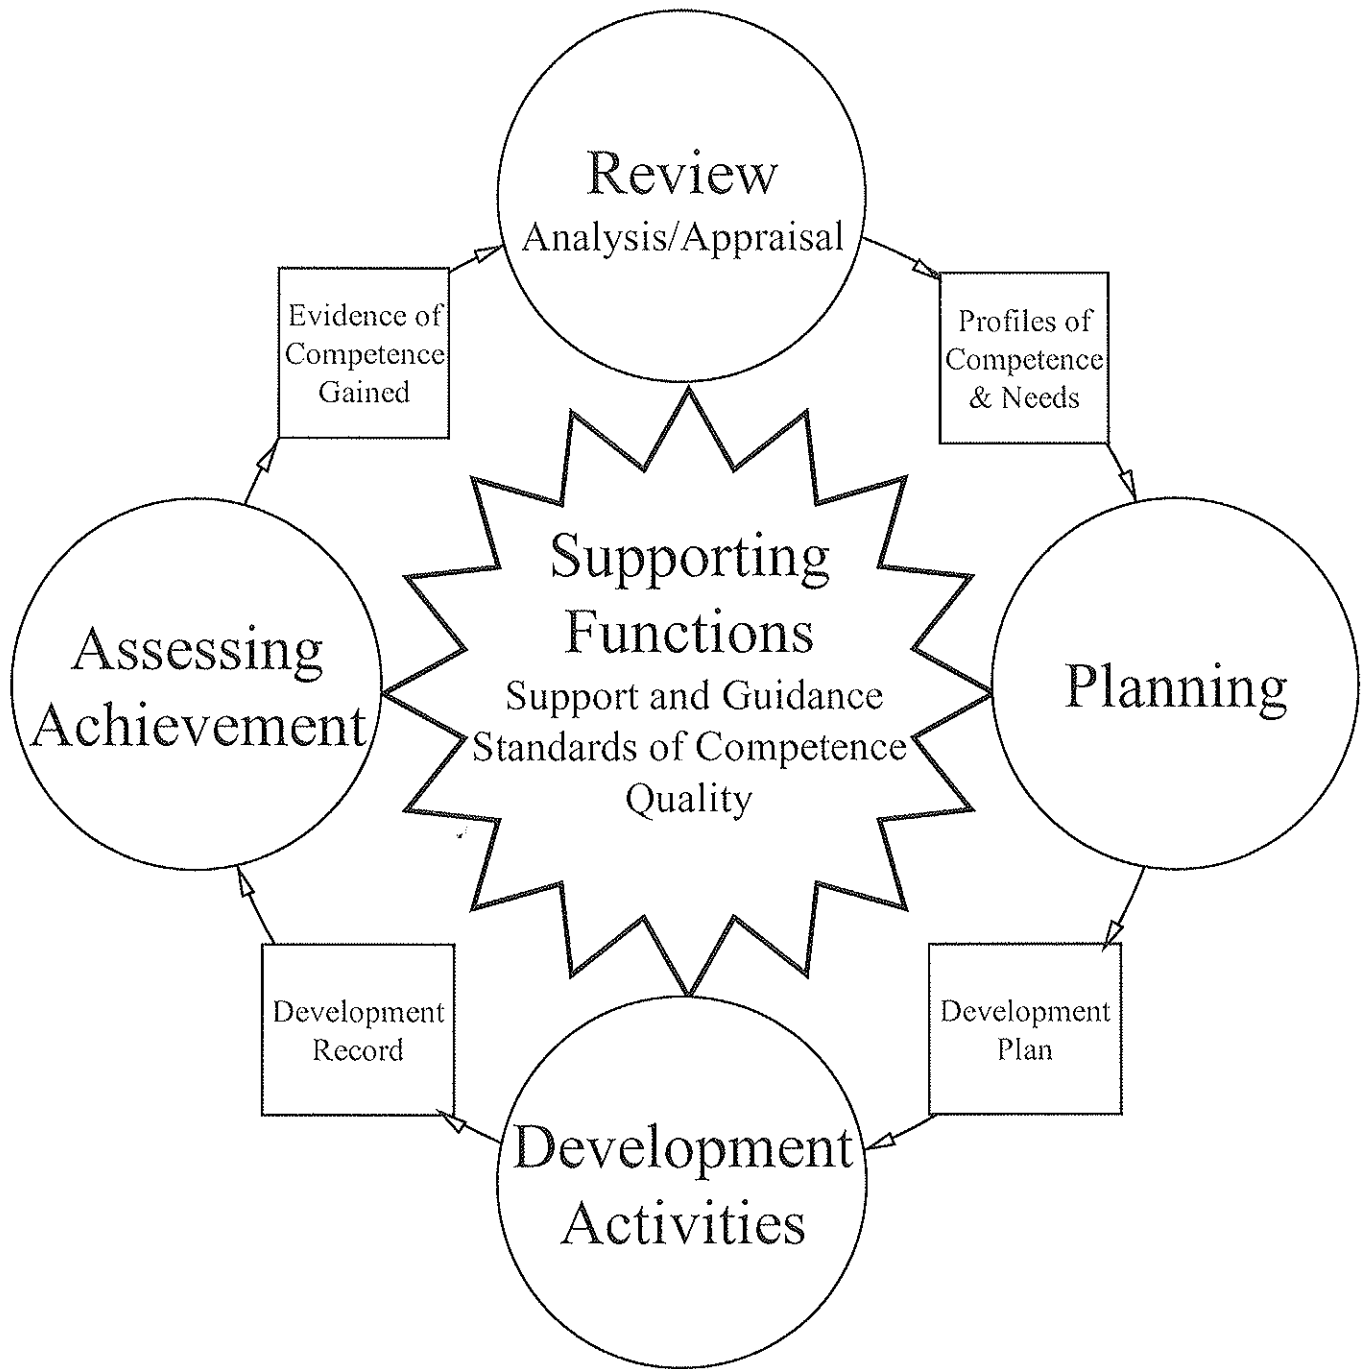 Review
Analysis/Appraisal
Profiles of
Competence
& Needs
Planning
Development
Plan
Development
Activities
Development
Record
Assessing
Achievement
Evidence of
Competence
Gained
Supporting
Functions
Support and Guidance
Standards of Competence
Quality